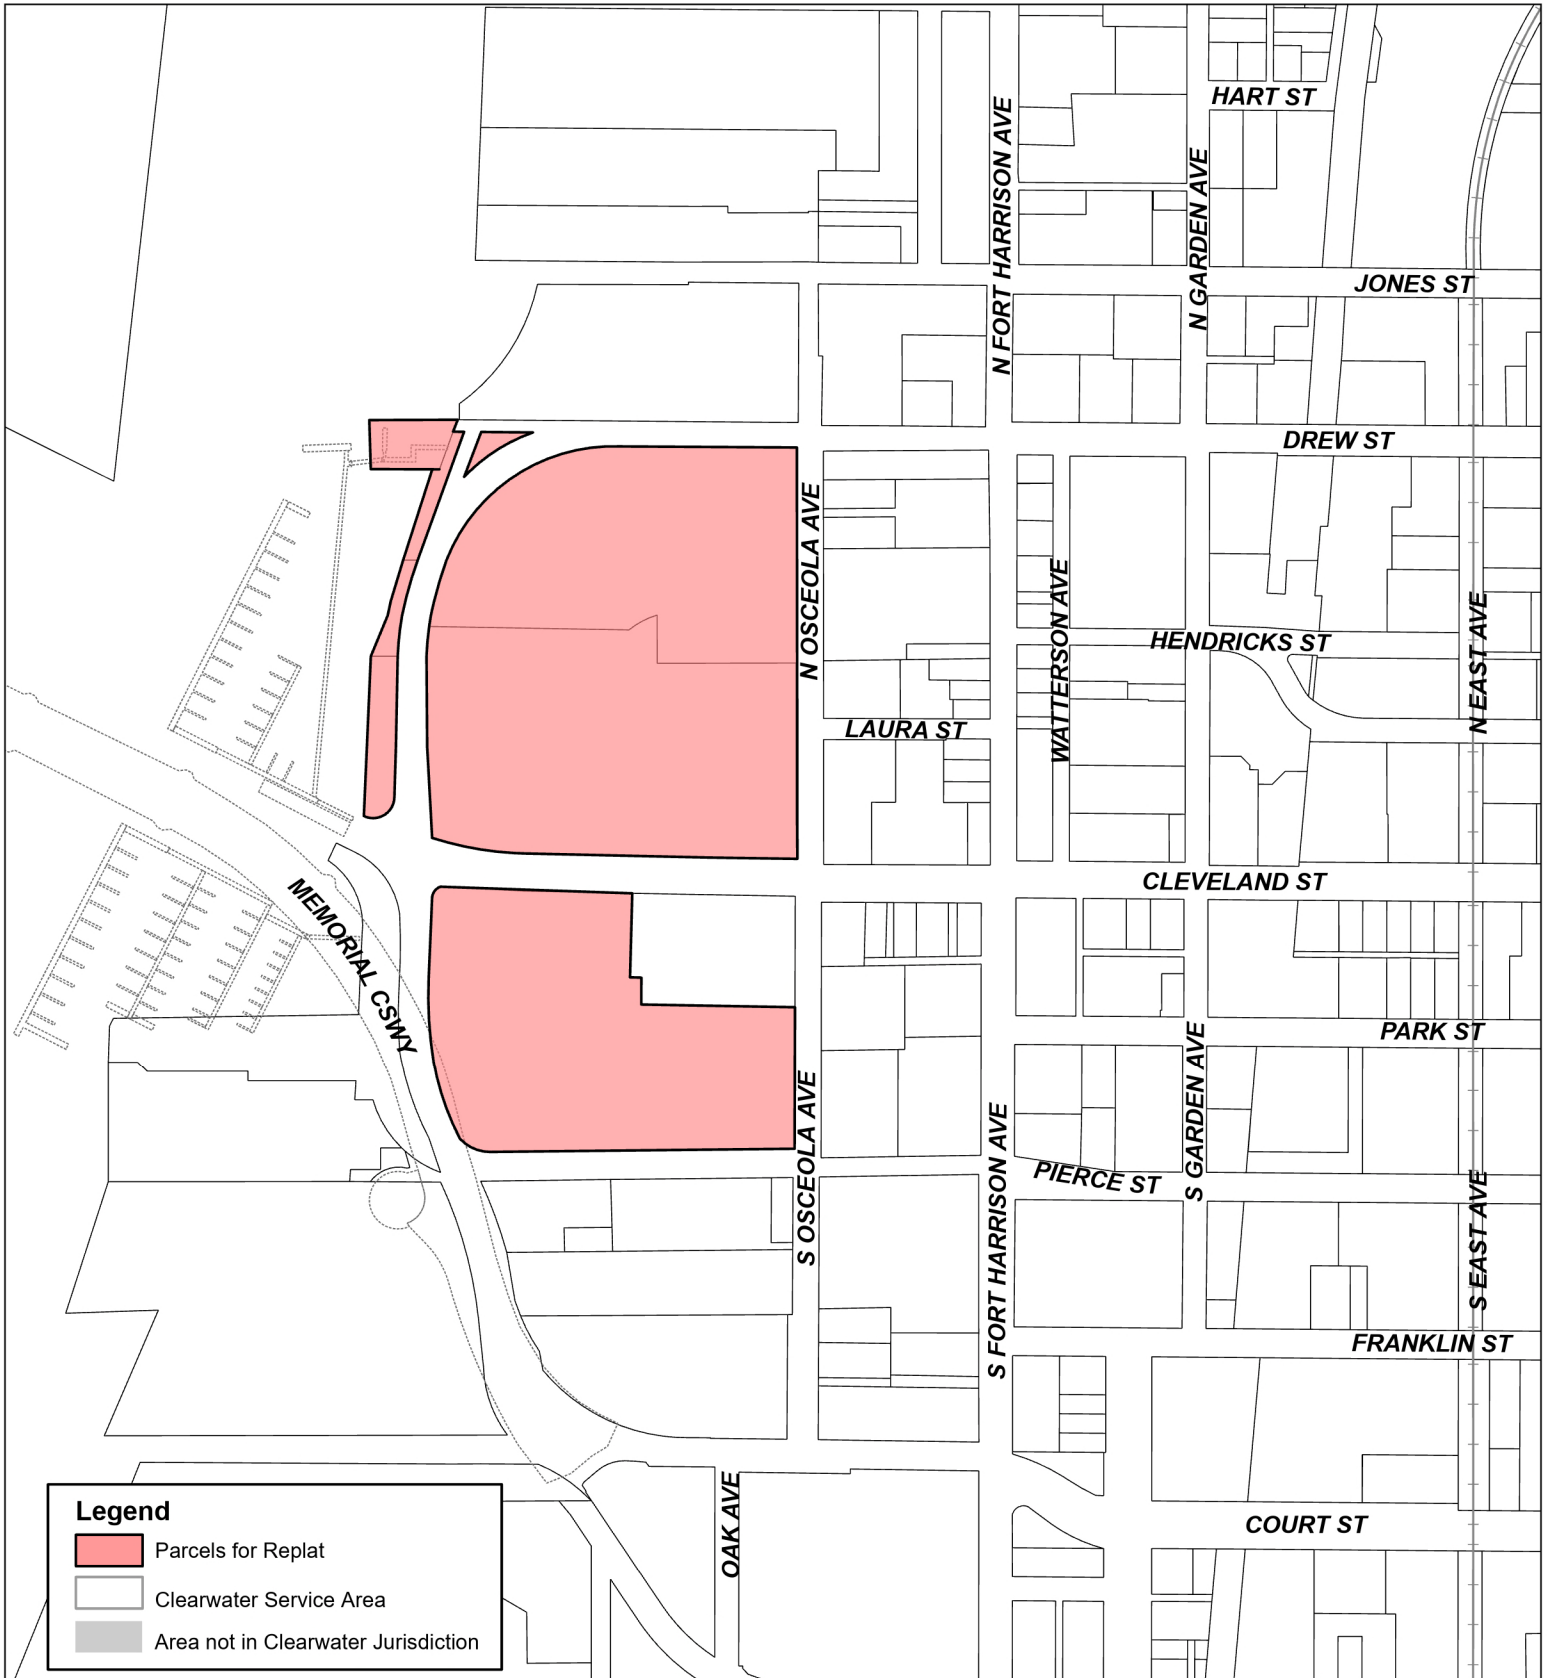 HART ST
N FORT HARRISON AVE
N GARDEN AVE
JONES ST
DREW ST
N OSCEOLA AVE
WATTERSON AVE
HENDRICKS ST
N EAST AVE
LAURA ST
CLEVELAND ST
MEMORIAL CSWY
PARK ST
S GARDEN AVE
S OSCEOLA AVE
S FORT HARRISON AVE
PIERCE ST
S EAST AVE
FRANKLIN ST
OAK AVE
COURT ST
Legend
Parcels for Replat
Clearwater Service Area
Area not in Clearwater Jurisdiction